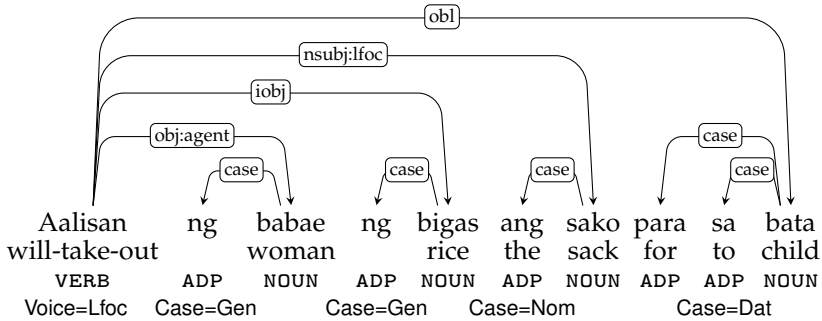 obl
nsubj:lfoc
iobj
obj:agent case
case case case case
Aalisan ng babae ng bigas ang sako para sa bata
will-take-out woman rice the sack for to child
VERB ADP NOUN ADP NOUN ADP NOUN ADP ADP NOUN
Voice=Lfoc Case=Gen Case=Gen Case=Nom Case=Dat